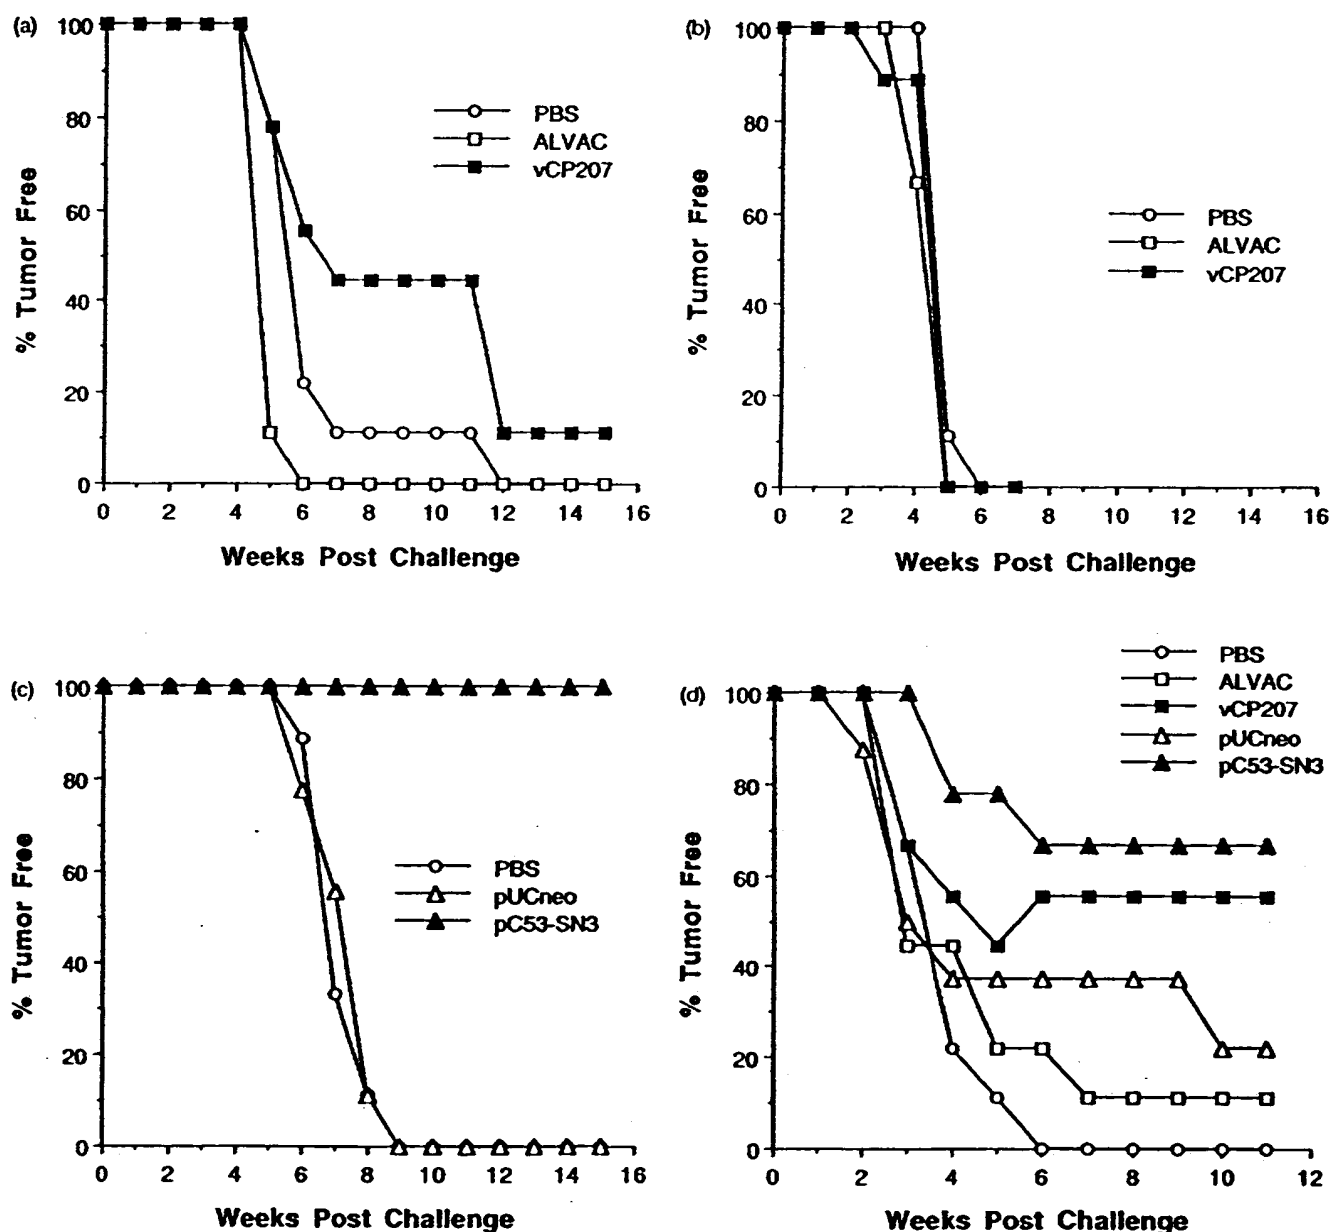 (a)
% Tumor Free
100
80
60
40
20
0
PBS
ALVAC
vCP207
0 2 4 6 8 10 12 14 16
Weeks Post Challenge
(b)
% Tumor Free
100
80
60
40
20
0
PBS
ALVAC
vCP207
0 2 4 6 8 10 12 14 16
Weeks Post Challenge
(c)
% Tumor Free
100
80
60
40
20
0
PBS
pUCneo
pC53-SN3
0 2 4 6 8 10 12 14 16
Weeks Post Challenge
(d)
% Tumor Free
100
80
60
40
20
0
PBS
ALVAC
vCP207
pUCneo
pC53-SN3
0 2 4 6 8 10 12
Weeks Post Challenge